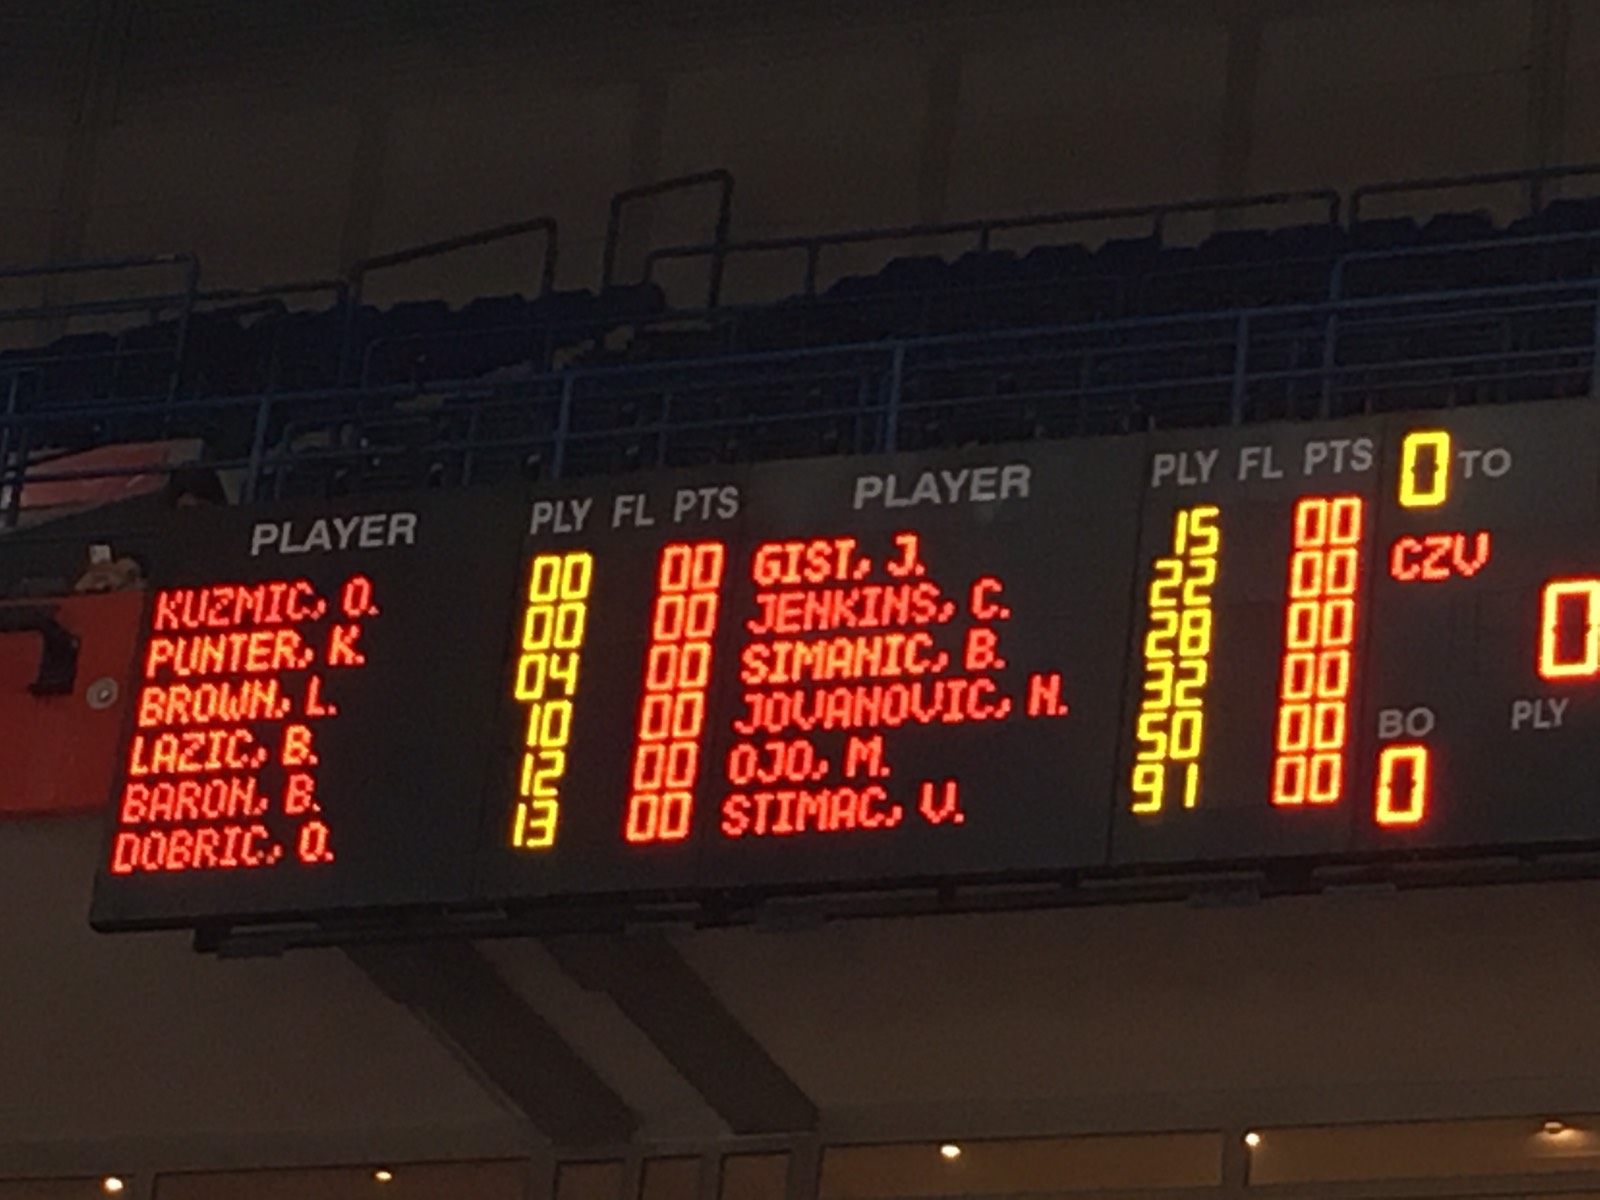 PLAYER PLY FL PTS PLAYER PLY FL PTS 0 TO
KUZMIC, O. 00 00 GIST, J. 15 00 CZV
PUNTER, K. 00 00 JENKINS, C. 22 00 0
BROWN, L. 04 00 SIMANIC, B. 28 00
LAZIC, B. 10 00 JOVANOVIC, N. 32 00 BO PLY
BARON, B. 12 00 OJO, M. 50 00 0
DOBRIC, O. 13 00 STIMAC, V. 91 00